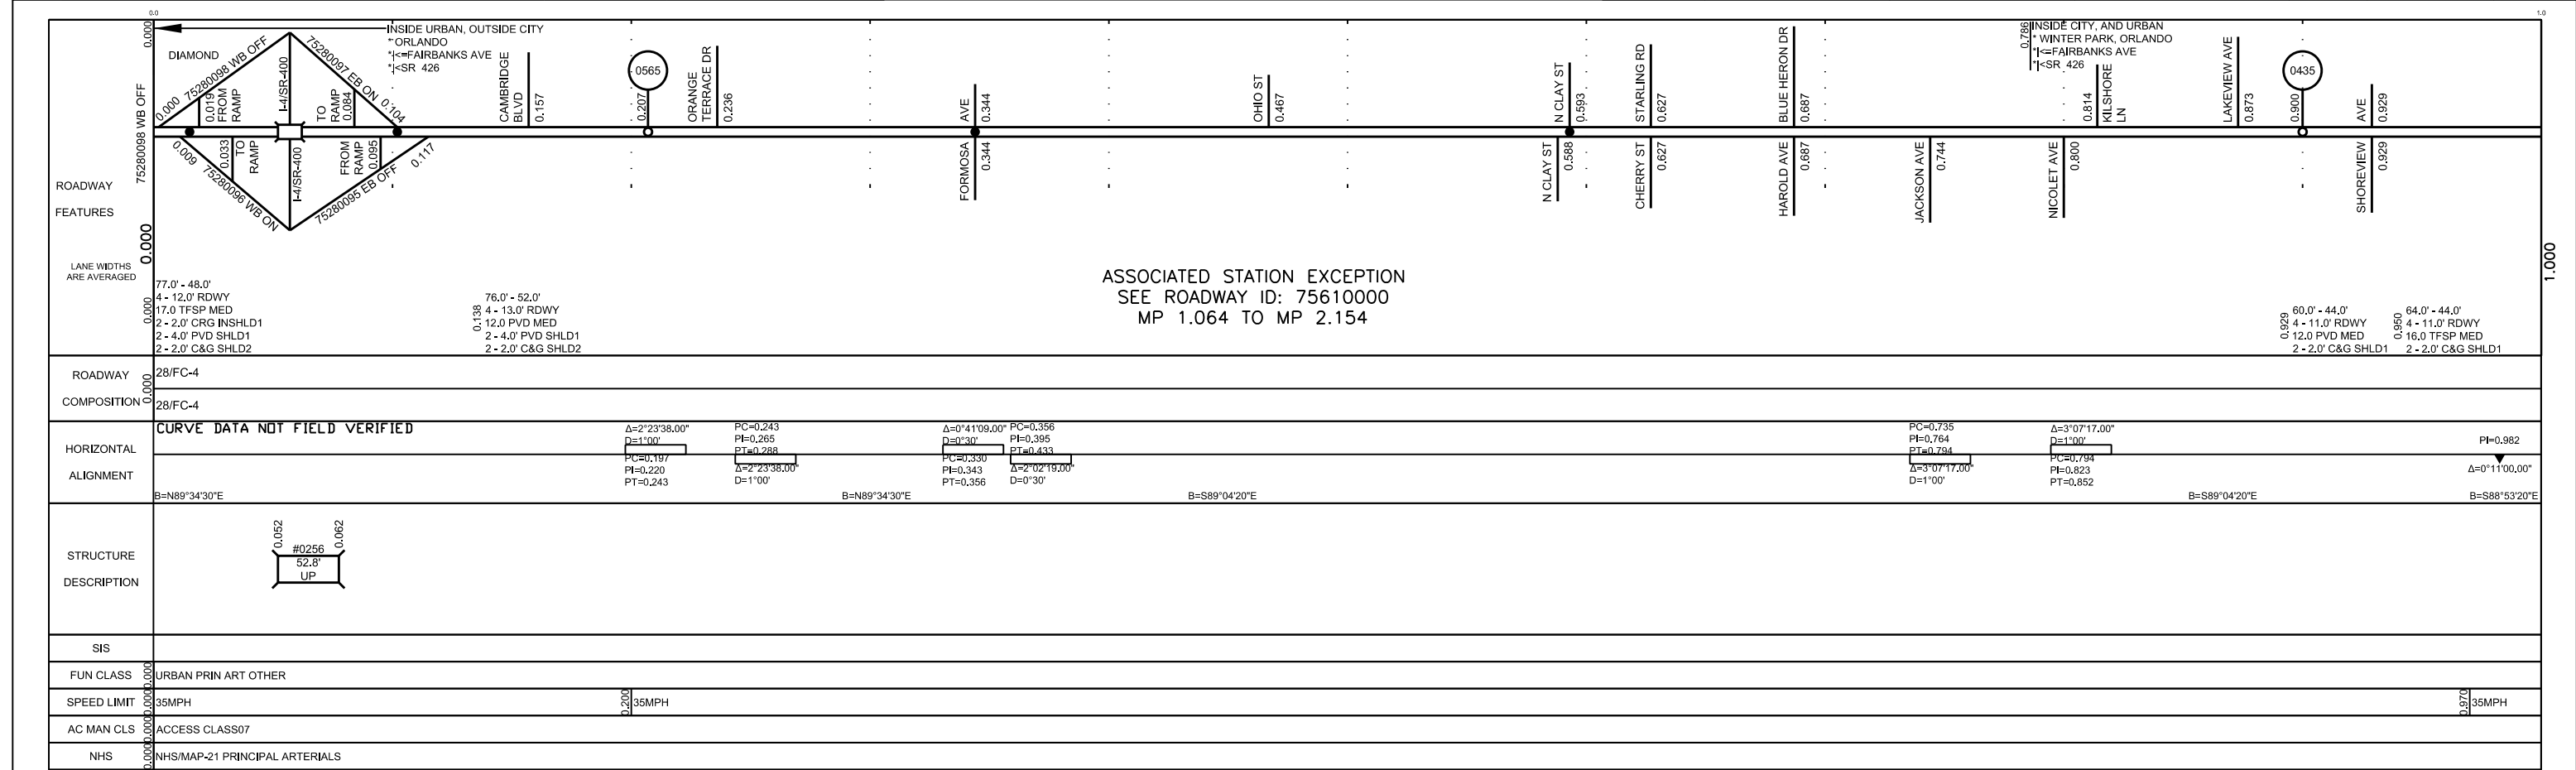 0.0
1.0
0.000
DIAMOND
75280098 WB OFF
75280097 EB ON
0.000
0.019
FROM
RAMP
I-4/SR-400
TO
RAMP
0.084
0.104
INSIDE URBAN, OUTSIDE CITY
* ORLANDO
*|<=FAIRBANKS AVE
*|<SR 426
CAMBRIDGE
BLVD
0.157
0565
0.207
ORANGE
TERRACE DR
0.236
AVE
0.344
OHIO ST
0.467
N CLAY ST
0.593
STARLING RD
0.627
BLUE HERON DR
0.687
0.786
INSIDE CITY, AND URBAN
* WINTER PARK, ORLANDO
*|<=FAIRBANKS AVE
*|<SR 426
0.814
KILSHORE
LN
LAKEVIEW AVE
0.873
0435
0.900
AVE
0.929
75280098 WB OFF
0.009
0.033
TO
RAMP
75280096 WB ON
I-4/SR-400
FROM
RAMP
0.095
75280095 EB OFF
0.117
FORMOSA
0.344
N CLAY ST
0.588
CHERRY ST
0.627
HAROLD AVE
0.687
JACKSON AVE
0.744
NICOLET AVE
0.800
SHOREVIEW
0.929
ROADWAY
FEATURES
0.000
1.000
LANE WIDTHS
ARE AVERAGED
0.000
77.0' - 48.0'
4 - 12.0' RDWY
17.0 TFSP MED
2 - 2.0' CRG INSHLD1
2 - 4.0' PVD SHLD1
2 - 2.0' C&G SHLD2
0.138
76.0' - 52.0'
4 - 13.0' RDWY
12.0 PVD MED
2 - 4.0' PVD SHLD1
2 - 2.0' C&G SHLD2
ASSOCIATED STATION EXCEPTION
SEE ROADWAY ID: 75610000
MP 1.064 TO MP 2.154
0.929
60.0' - 44.0'
4 - 11.0' RDWY
12.0 PVD MED
2 - 2.0' C&G SHLD1
0.950
64.0' - 44.0'
4 - 11.0' RDWY
16.0 TFSP MED
2 - 2.0' C&G SHLD1
ROADWAY
COMPOSITION
0.000
28/FC-4
28/FC-4
HORIZONTAL
ALIGNMENT
CURVE DATA NOT FIELD VERIFIED
B=N89°34'30"E
Δ=2°23'38.00"
D=1°00'
PC=0.197
PI=0.220
PT=0.243
PC=0.243
PI=0.265
PT=0.288
Δ=2°23'38.00"
D=1°00'
B=N89°34'30"E
Δ=0°41'09.00"
D=0°30'
PC=0.330
PI=0.343
PT=0.356
PC=0.356
PI=0.395
PT=0.433
Δ=2°02'19.00"
D=0°30'
B=S89°04'20"E
PC=0.735
PI=0.764
PT=0.794
Δ=3°07'17.00"
D=1°00'
Δ=3°07'17.00"
D=1°00'
PC=0.794
PI=0.823
PT=0.852
B=S89°04'20"E
PI=0.982
Δ=0°11'00.00"
B=S88°53'20"E
STRUCTURE
DESCRIPTION
0.052
0.062
#0256
52.8'
UP
SIS
FUN CLASS
0.000
URBAN PRIN ART OTHER
SPEED LIMIT
0.000
35MPH
0.200
35MPH
0.970
35MPH
AC MAN CLS
0.000
ACCESS CLASS07
NHS
0.000
NHS/MAP-21 PRINCIPAL ARTERIALS